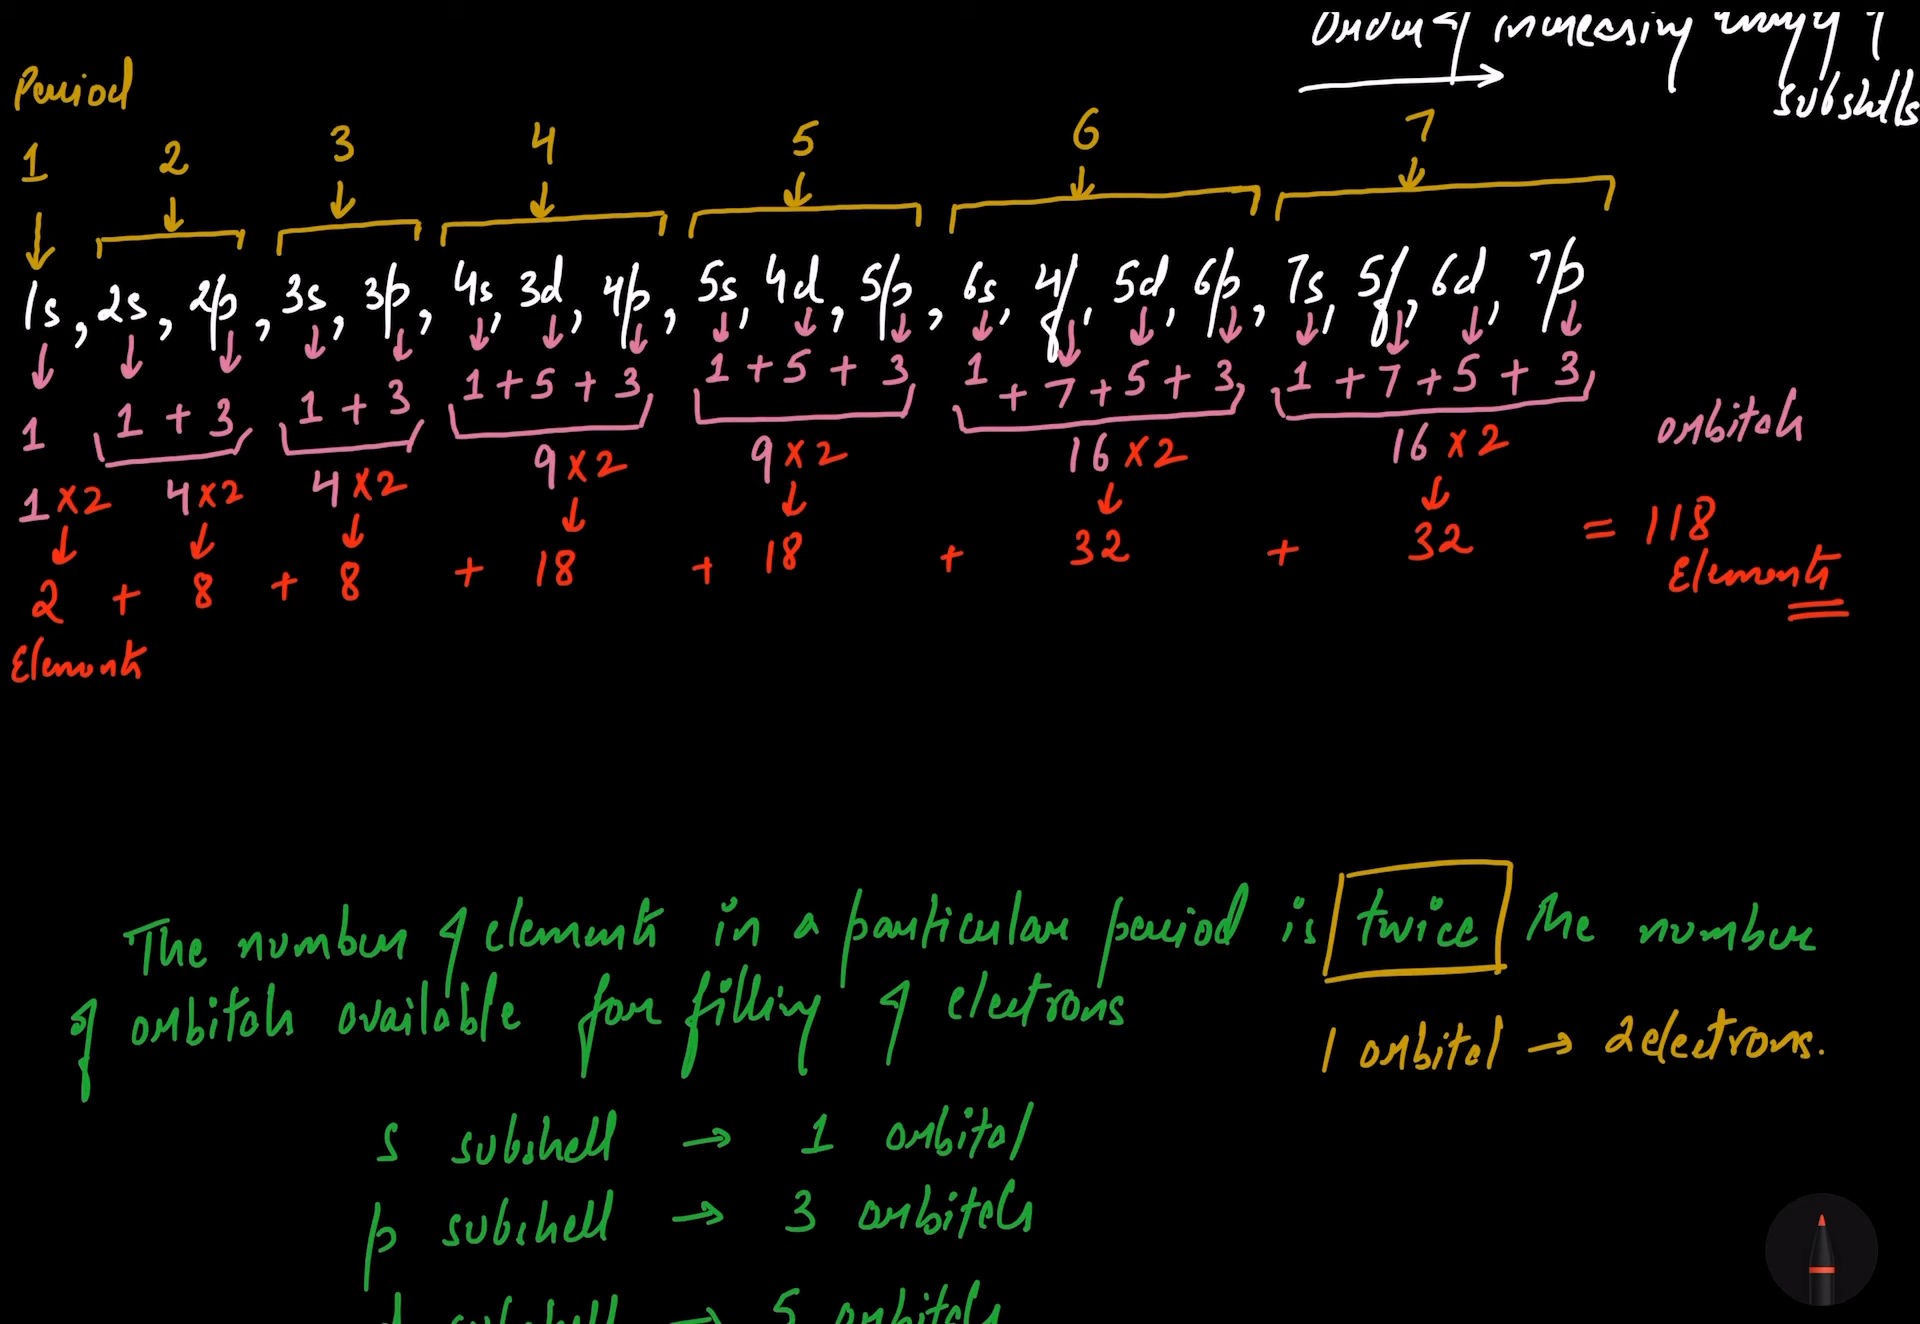 Order of increasing energy of
subshells
Period
1 2 3 4 5 6 7
↓ ↓ ↓ ↓ ↓ ↓ ↓
1s, 2s, 2p, 3s, 3p, 4s, 3d, 4p, 5s, 4d, 5p, 6s, 4f, 5d, 6p, 7s, 5f, 6d, 7p
↓ ↓ ↓ ↓ ↓ ↓ ↓ ↓ ↓ ↓ ↓ ↓ ↓ ↓ ↓ ↓ ↓ ↓ ↓
1 1 + 3 1 + 3 1 + 5 + 3 1 + 5 + 3 1 + 7 + 5 + 3 1 + 7 + 5 + 3 orbitals
1 × 2 4 × 2 4 × 2 9 × 2 9 × 2 16 × 2 16 × 2
↓ ↓ ↓ ↓ ↓ ↓ ↓
2 + 8 + 8 + 18 + 18 + 32 + 32 = 118
Elements
Elements
The number of elements in a particular period is twice the number
of orbitals available for filling of electrons
1 orbital → 2 electrons.
s subshell → 1 orbital
p subshell → 3 orbitals
d subshell → 5 orbitals